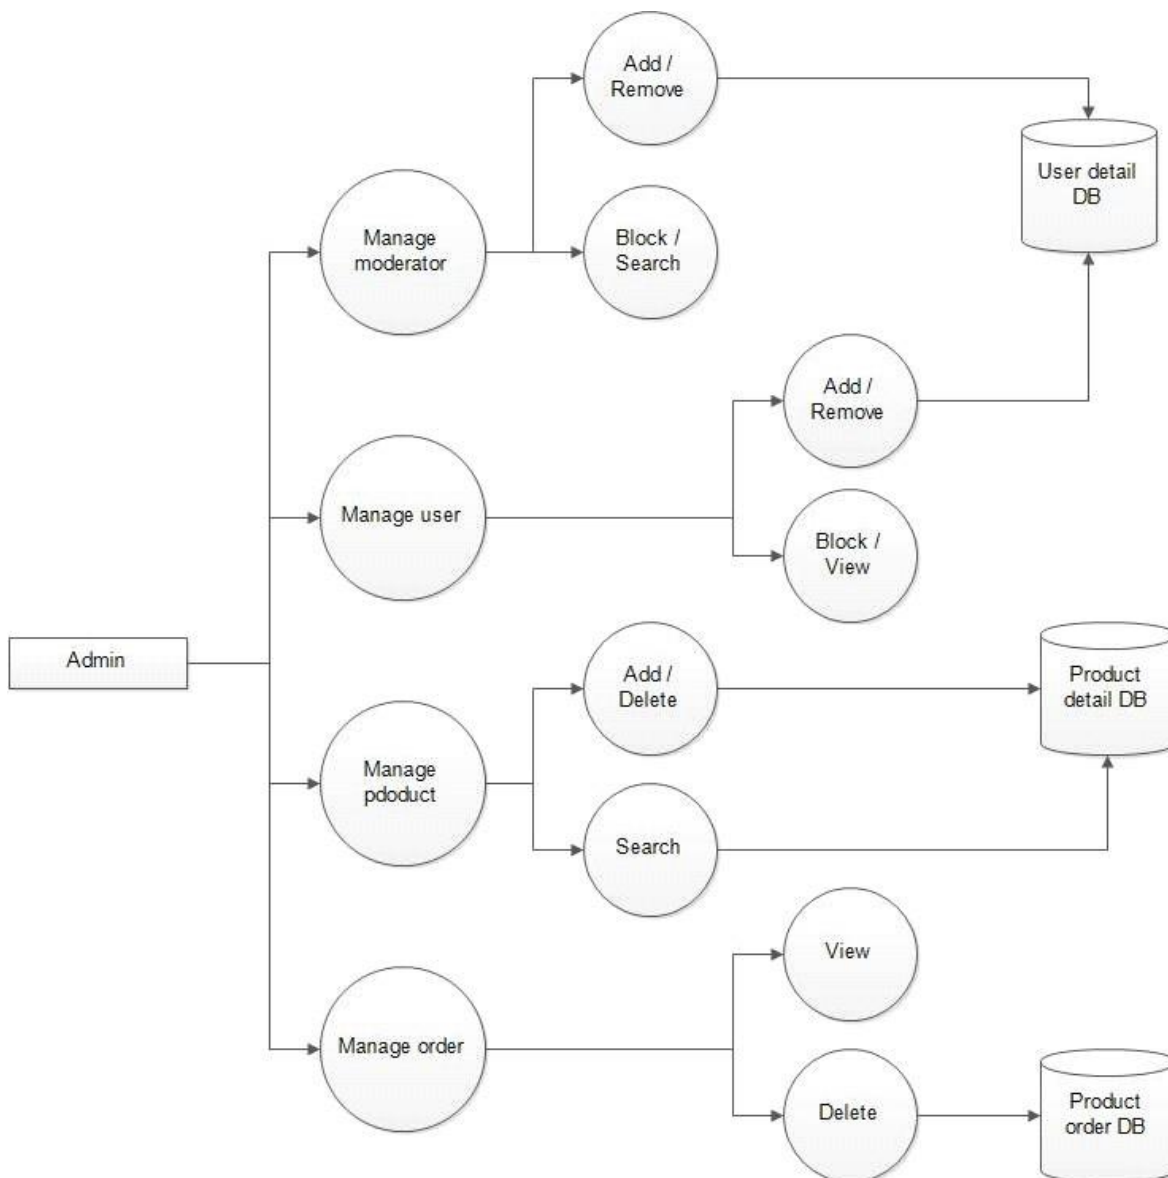 Add /
Remove
User detail
DB
Manage
moderator
Block /
Search
Add /
Remove
Manage user
Block /
View
Admin
Add /
Delete
Product
detail DB
Manage
pdoduct
Search
View
Manage order
Delete
Product
order DB